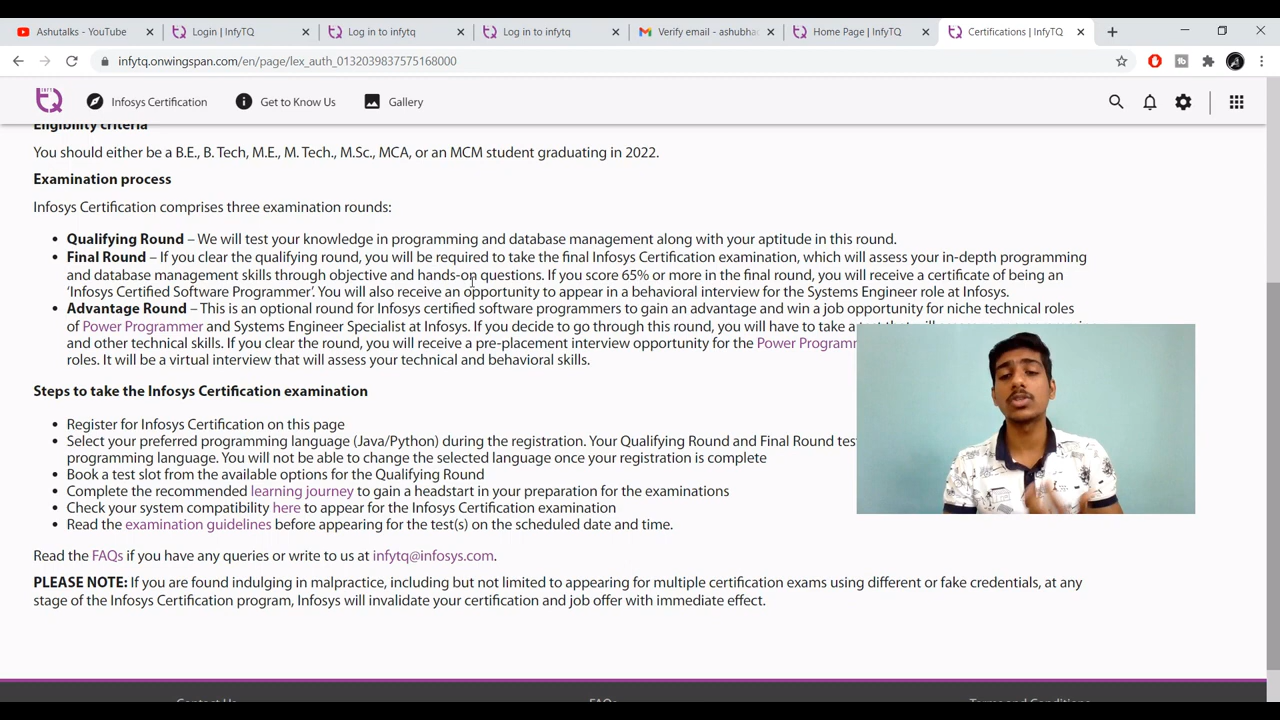 Ashutalks - YouTube
Login | InfyTQ
Log in to infytq
Log in to infytq
Verify email - ashubha
Home Page | InfyTQ
Certifications | InfyTQ
infytq.onwingspan.com/en/page/lex_auth_0132039837575168000
Infosys Certification
Get to Know Us
Gallery
Eligibility criteria
You should either be a B.E., B. Tech, M.E., M. Tech., M.Sc., MCA, or an MCM student graduating in 2022.
Examination process
Infosys Certification comprises three examination rounds:
• Qualifying Round – We will test your knowledge in programming and database management along with your aptitude in this round.
• Final Round – If you clear the qualifying round, you will be required to take the final Infosys Certification examination, which will assess your in-depth programming
and database management skills through objective and hands-on questions. If you score 65% or more in the final round, you will receive a certificate of being an
‘Infosys Certified Software Programmer’. You will also receive an opportunity to appear in a behavioral interview for the Systems Engineer role at Infosys.
• Advantage Round – This is an optional round for Infosys certified software programmers to gain an advantage and win a job opportunity for niche technical roles
of Power Programmer and Systems Engineer Specialist at Infosys. If you decide to go through this round, you will have to take a
and other technical skills. If you clear the round, you will receive a pre-placement interview opportunity for the Power Program
roles. It will be a virtual interview that will assess your technical and behavioral skills.
Steps to take the Infosys Certification examination
• Register for Infosys Certification on this page
• Select your preferred programming language (Java/Python) during the registration. Your Qualifying Round and Final Round tes
programming language. You will not be able to change the selected language once your registration is complete
• Book a test slot from the available options for the Qualifying Round
• Complete the recommended learning journey to gain a headstart in your preparation for the examinations
• Check your system compatibility here to appear for the Infosys Certification examination
• Read the examination guidelines before appearing for the test(s) on the scheduled date and time.
Read the FAQs if you have any queries or write to us at infytq@infosys.com.
PLEASE NOTE: If you are found indulging in malpractice, including but not limited to appearing for multiple certification exams using different or fake credentials, at any
stage of the Infosys Certification program, Infosys will invalidate your certification and job offer with immediate effect.